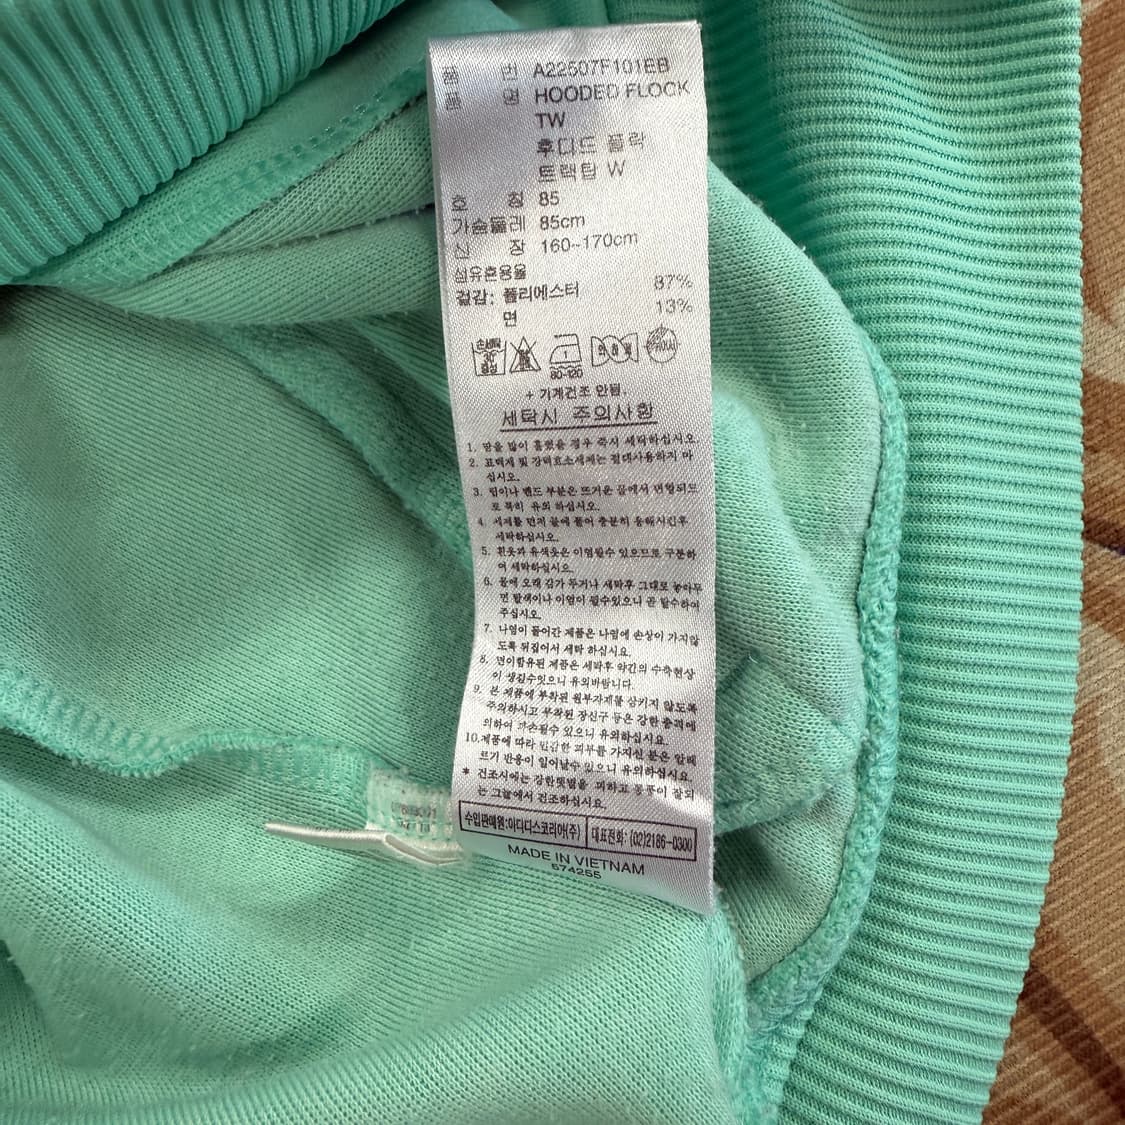 품 번 A22507F101EB
품 명 HOODED FLOCK
TW
후디드 플락
트랙탑 W
호 칭 85
가슴둘레 85cm
신 장 160~170cm
섬유혼용율
겉감: 폴리에스터 87%
면 13%
손세탁
중성
80-120
+ 기계건조 안됨.
세탁시 주의사항
1. 땀을 많이 흘렸을 경우 즉시 세탁하십시오.
2. 표백제 및 강력효소세제는 절대사용하지 마
십시오.
3. 밴드 부분은 뜨거운 물에서 변형되므
로 특히 유의 하십시오.
4. 세제를 먼저 물에 풀어 충분히 용해시킨후
세탁하십시오.
5. 흰옷과 유색옷은 이염될수 있으므로 구분하
여 세탁하십시오.
6. 물에 오래 담가 두거나 세탁후 그대로 놓아두
면 탈색이나 이염이 될수있으니 곧 탈수하여
주십시오.
7. 나염이 들어간 제품은 나염에 손상이 가지않
도록 뒤집어서 세탁 하십시요.
8. 면이함유된 제품은 세탁후 약간의 수축현상
이 생길수있으니 유의바랍니다.
9. 본 제품에 부착된 원부자재를 삼키지 않도록
주의하시고 부착된 장신구 등은 강한 충격에
의하여 파손될수 있으니 유의하십시요.
10.제품에 따라 민감한 피부를 가지신 분은 알레
르기 반응이 일어날수 있으니 유의하십시요.
* 건조시에는 강한햇볕을 피하고 통풍이 잘되
는 그늘에서 건조하십시요.
수입판매원:아디다스코리아(주) 대표전화: (02)2186-0300
MADE IN VIETNAM
574255